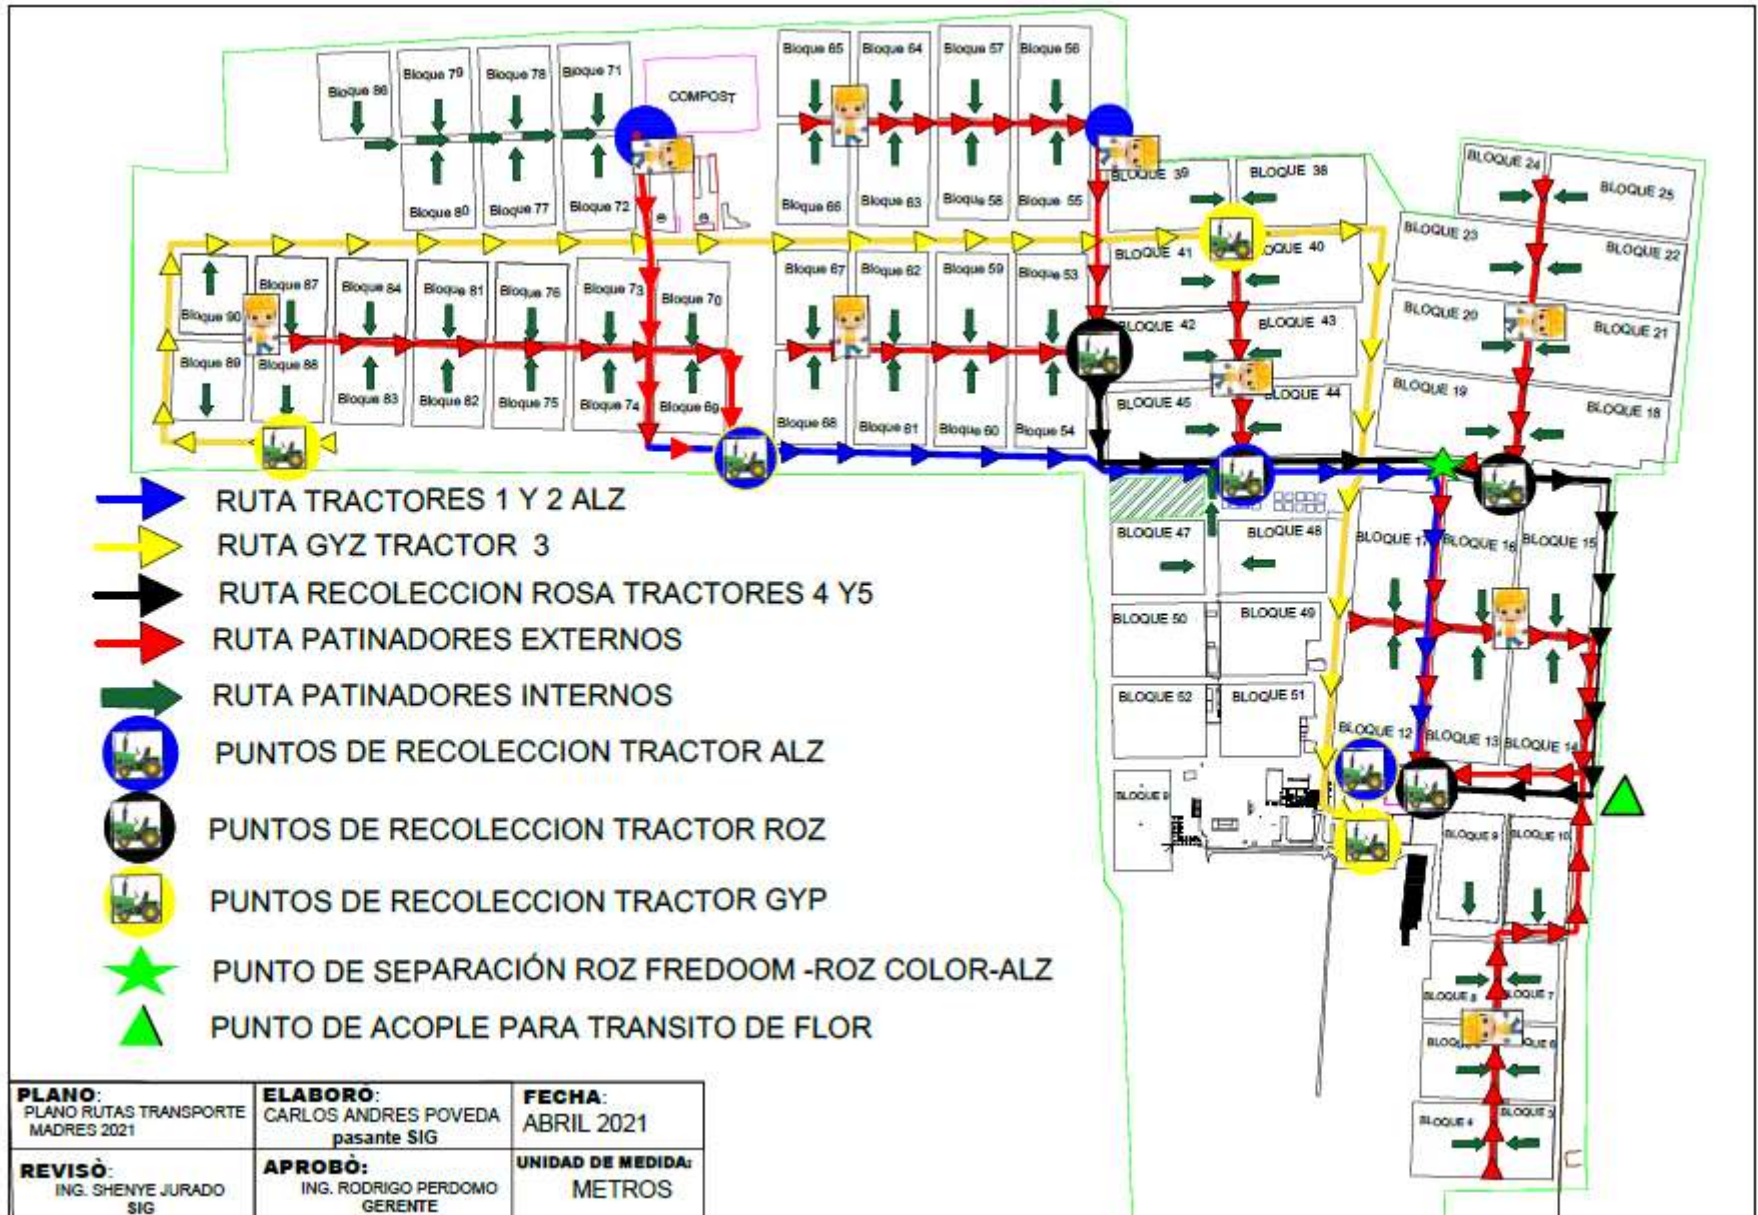 Bloque 65
Bloque 64
Bloque 57
Bloque 56
Bloque 71
Bloque 78
Bloque 79
Bloque 86
COMPOST
Bloque 80
Bloque 77
Bloque 72
Bloque 66
Bloque 63
Bloque 58
Bloque 55
BLOQUE 39
BLOQUE 38
BLOQUE 24
BLOQUE 25
BLOQUE 23
BLOQUE 22
BLOQUE 41
BLOQUE 40
Bloque 90
Bloque 87
Bloque 84
Bloque 81
Bloque 76
Bloque 73
Bloque 70
Bloque 67
Bloque 62
Bloque 59
Bloque 53
BLOQUE 42
BLOQUE 43
BLOQUE 20
BLOQUE 21
Bloque 89
Bloque 88
Bloque 83
Bloque 82
Bloque 75
Bloque 74
Bloque 69
Bloque 68
Bloque 61
Bloque 60
Bloque 54
BLOQUE 45
BLOQUE 44
BLOQUE 19
BLOQUE 18
BLOQUE 47
BLOQUE 48
BLOQUE 17
BLOQUE 16
BLOQUE 15
BLOQUE 50
BLOQUE 49
BLOQUE 52
BLOQUE 51
BLOQUE 12
BLOQUE 13
BLOQUE 14
BLOQUE 9
BLOQUE 9
BLOQUE 10
BLOQUE 8
BLOQUE 7
BLOQUE 4
BLOQUE 3
RUTA TRACTORES 1 Y 2 ALZ
RUTA GYZ TRACTOR 3
RUTA RECOLECCION ROSA TRACTORES 4 Y5
RUTA PATINADORES EXTERNOS
RUTA PATINADORES INTERNOS
PUNTOS DE RECOLECCION TRACTOR ALZ
PUNTOS DE RECOLECCION TRACTOR ROZ
PUNTOS DE RECOLECCION TRACTOR GYP
PUNTO DE SEPARACIÓN ROZ FREDOOM -ROZ COLOR-ALZ
PUNTO DE ACOPLE PARA TRANSITO DE FLOR
PLANO:
PLANO RUTAS TRANSPORTE
MADRES 2021
ELABORÒ:
CARLOS ANDRES POVEDA
pasante SIG
FECHA:
ABRIL 2021
REVISÒ:
ING. SHENYE JURADO
SIG
APROBÒ:
ING. RODRIGO PERDOMO
GERENTE
UNIDAD DE MEDIDA:
METROS